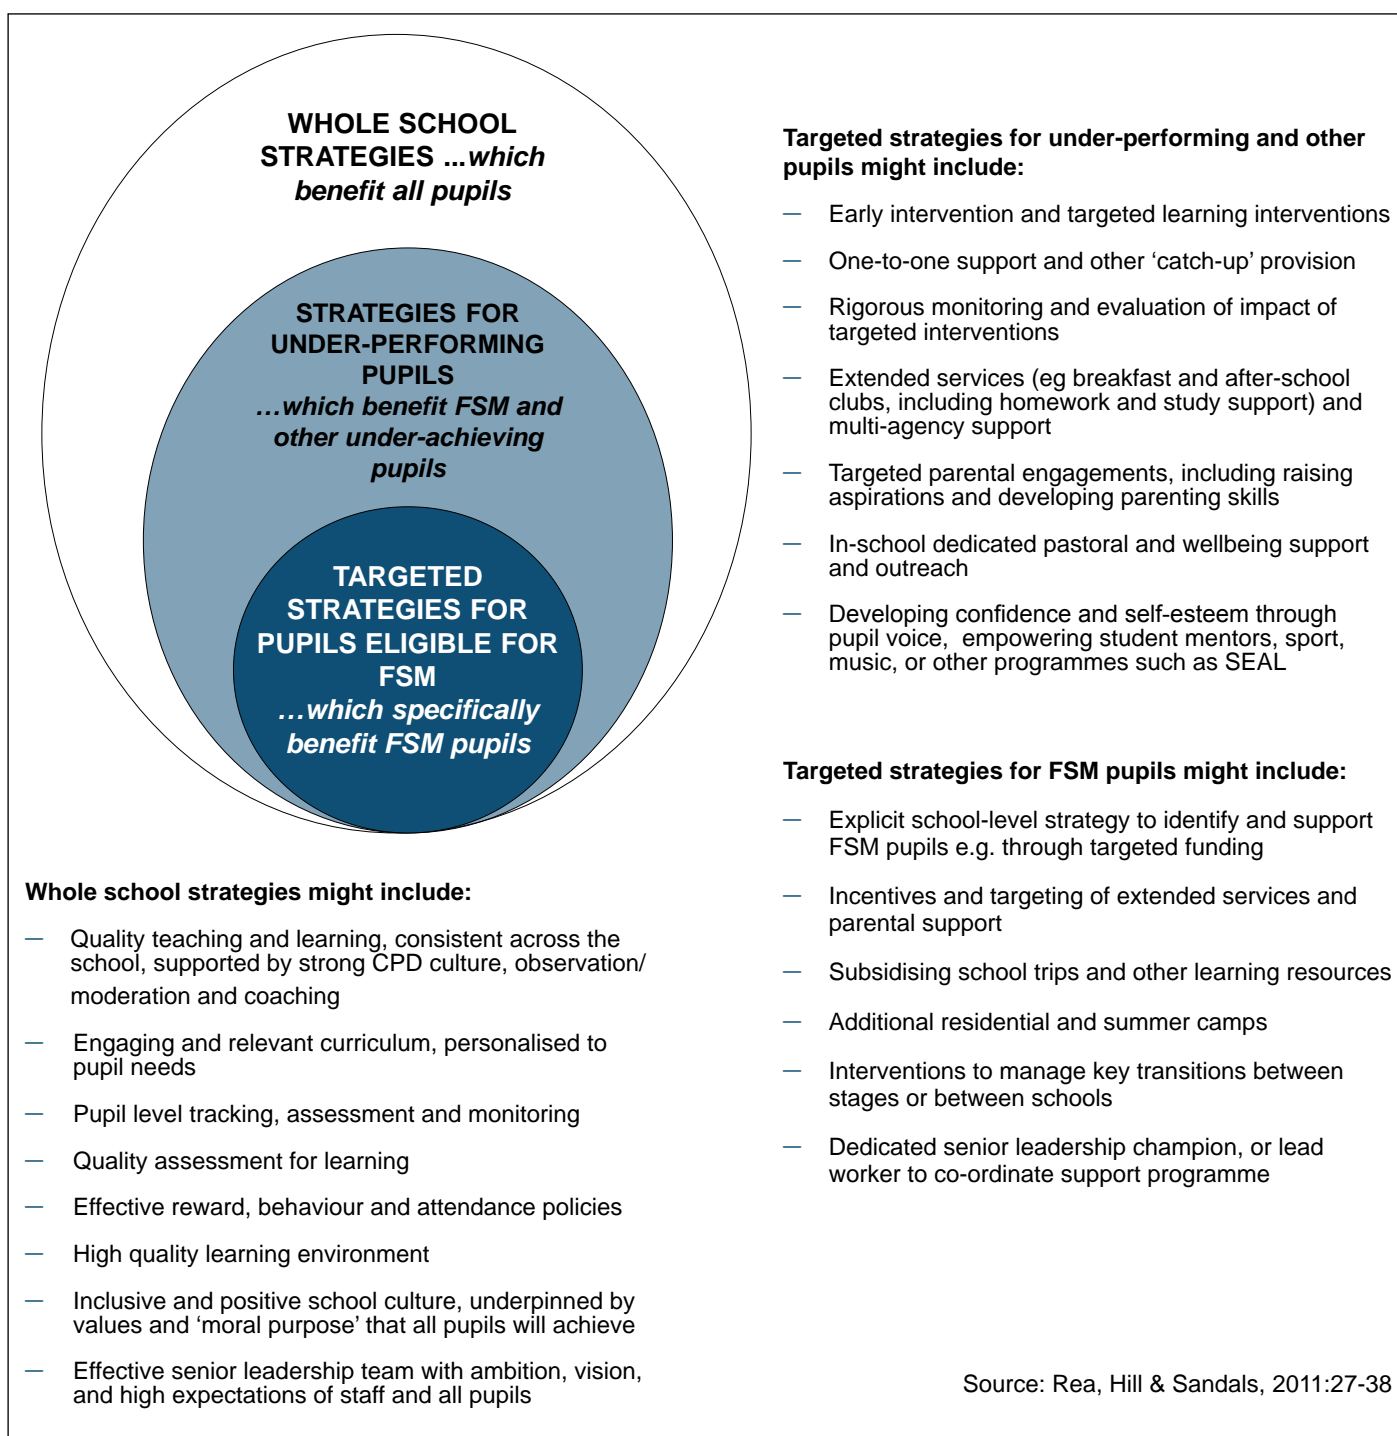 WHOLE SCHOOL
STRATEGIES ...which
benefit all pupils
STRATEGIES FOR
UNDER-PERFORMING
PUPILS
…which benefit FSM and
other under-achieving
pupils
TARGETED
STRATEGIES FOR
PUPILS ELIGIBLE FOR
FSM
…which specifically
benefit FSM pupils
Whole school strategies might include:
— Quality teaching and learning, consistent across the
school, supported by strong CPD culture, observation/
moderation and coaching
— Engaging and relevant curriculum, personalised to
pupil needs
— Pupil level tracking, assessment and monitoring
— Quality assessment for learning
— Effective reward, behaviour and attendance policies
— High quality learning environment
— Inclusive and positive school culture, underpinned by
values and ‘moral purpose’ that all pupils will achieve
— Effective senior leadership team with ambition, vision,
and high expectations of staff and all pupils
Targeted strategies for under-performing and other
pupils might include:
— Early intervention and targeted learning interventions
— One-to-one support and other ‘catch-up’ provision
— Rigorous monitoring and evaluation of impact of
targeted interventions
— Extended services (eg breakfast and after-school
clubs, including homework and study support) and
multi-agency support
— Targeted parental engagements, including raising
aspirations and developing parenting skills
— In-school dedicated pastoral and wellbeing support
and outreach
— Developing confidence and self-esteem through
pupil voice, empowering student mentors, sport,
music, or other programmes such as SEAL
Targeted strategies for FSM pupils might include:
— Explicit school-level strategy to identify and support
FSM pupils e.g. through targeted funding
— Incentives and targeting of extended services and
parental support
— Subsidising school trips and other learning resources
— Additional residential and summer camps
— Interventions to manage key transitions between
stages or between schools
— Dedicated senior leadership champion, or lead
worker to co-ordinate support programme
Source: Rea, Hill & Sandals, 2011:27-38